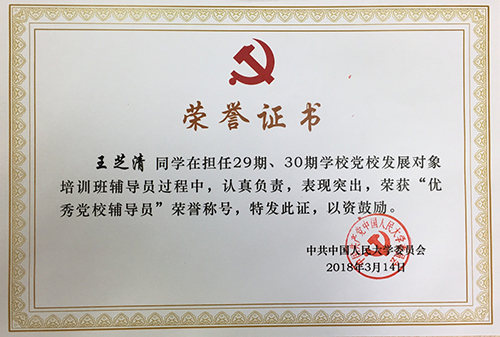 荣誉证书
王芝清 同学在担任29期、30期学校党校发展对象
培训班辅导员过程中，认真负责，表现突出，荣获“优
秀党校辅导员”荣誉称号，特发此证，以资鼓励。
中共中国人民大学委员会
2018年3月14日